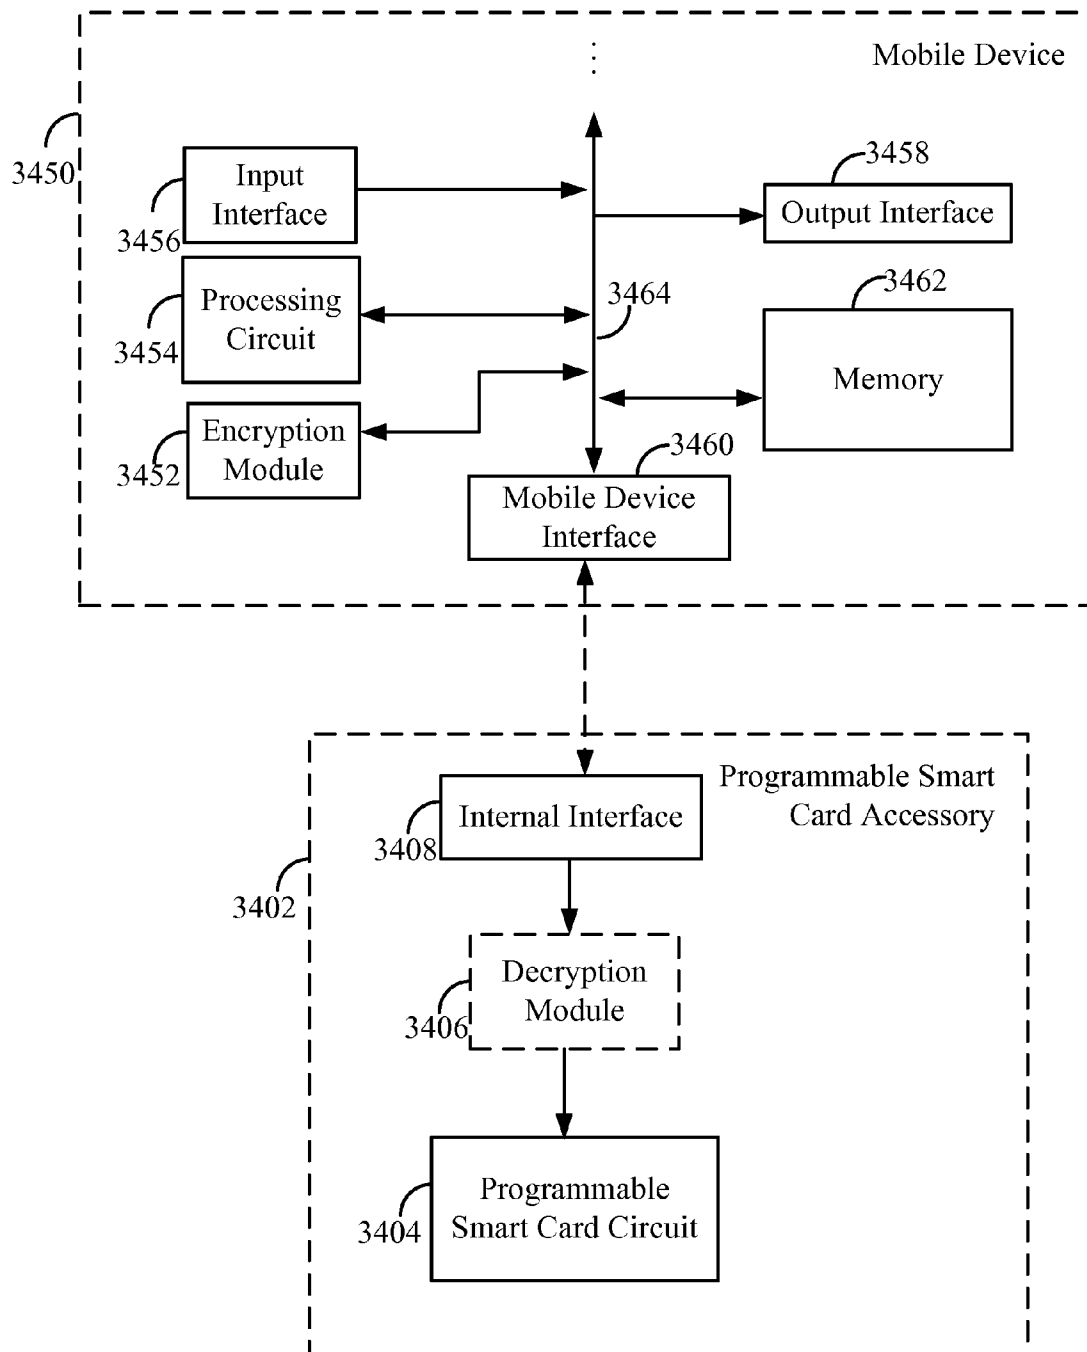 Mobile Device
3450
Input
Interface
3456
3458
Output Interface
Processing
Circuit
3454
3464
3462
Memory
Encryption
Module
3452
3460
Mobile Device
Interface
Programmable Smart
Card Accessory
Internal Interface
3408
3402
Decryption
Module
3406
Programmable
Smart Card Circuit
3404